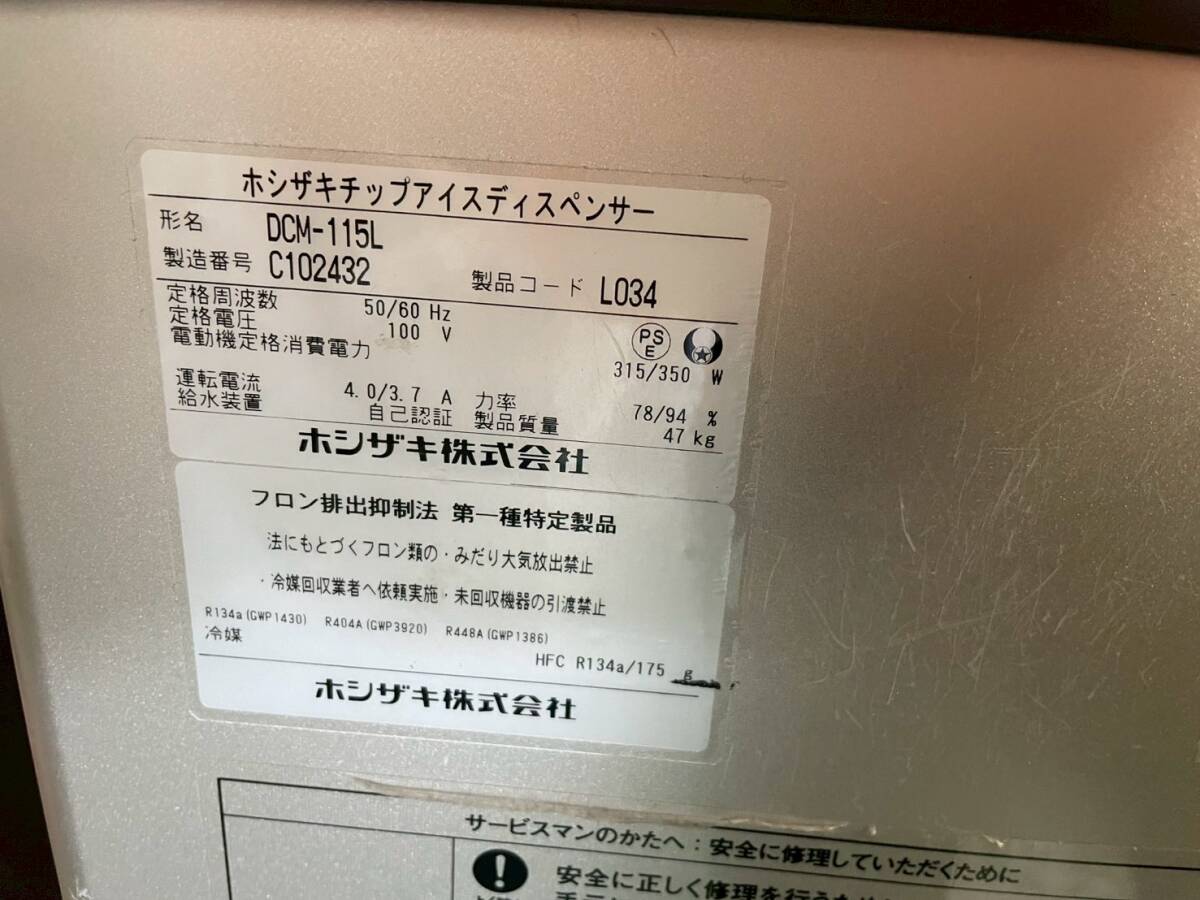 ホシザキチップアイスディスペンサー
形名 DCM-115L
製造番号 C102432 製品コード L034
定格周波数 50/60 Hz
定格電圧 100 V
PS E
電動機定格消費電力 315/350 W
運転電流 4.0/3.7 A 力率 78/94 %
給水装置 自己認証 製品質量 47 kg
ホシザキ株式会社
フロン排出抑制法 第一種特定製品
法にもとづくフロン類の・みだり大気放出禁止
・冷媒回収業者へ依頼実施・未回収機器の引渡禁止
R134a(GWP1430) R404A(GWP3920) R448A(GWP1386)
冷媒 HFC R134a/175 g
ホシザキ株式会社
サービスマンのかたへ：安全に修理していただくために
安全に正しく修理を行うため